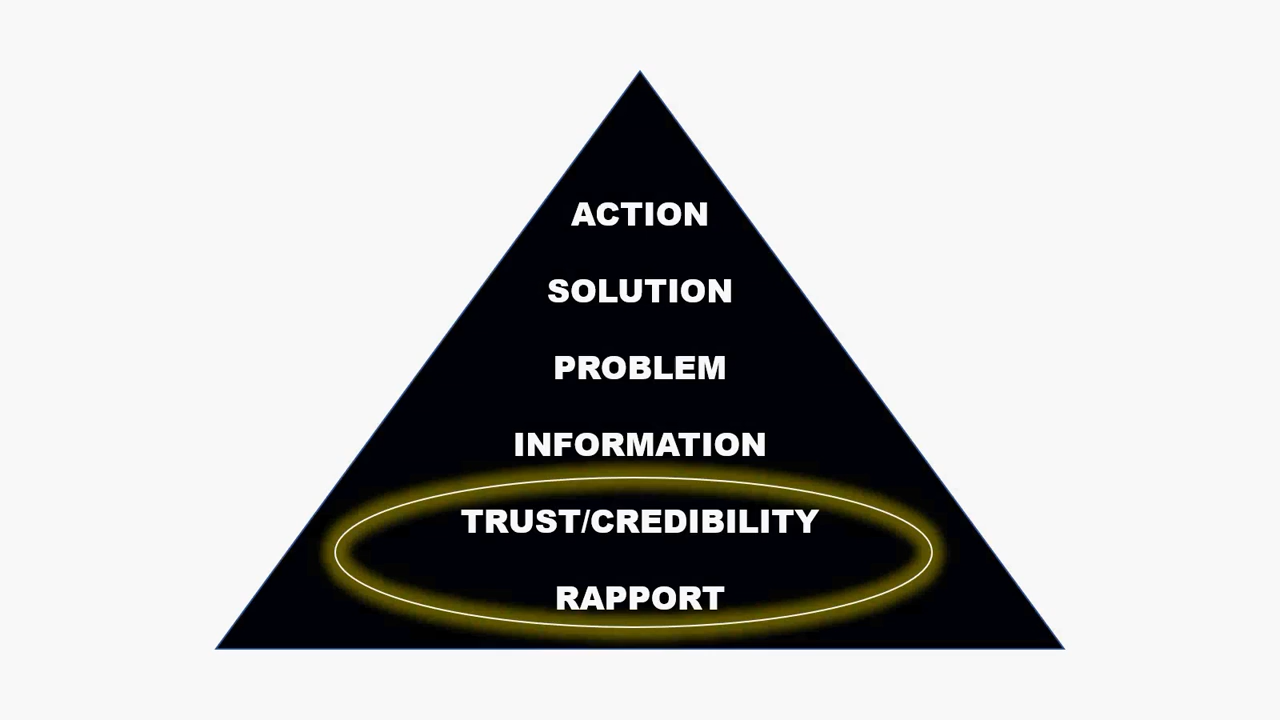 ACTION
SOLUTION
PROBLEM
INFORMATION
TRUST/CREDIBILITY
RAPPORT